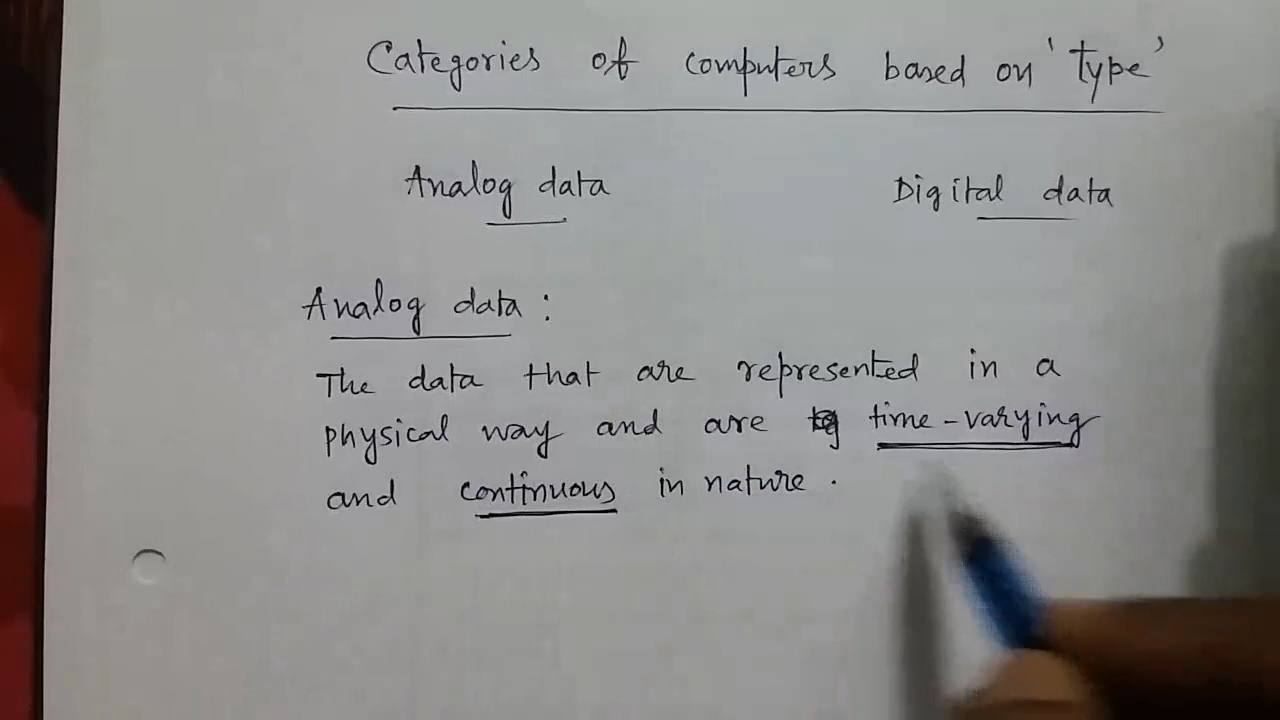 Categories of computers based on 'type'
Analog data Digital data
Analog data :
The data that are represented in a
physical way and are time-varying
and continuous in nature .